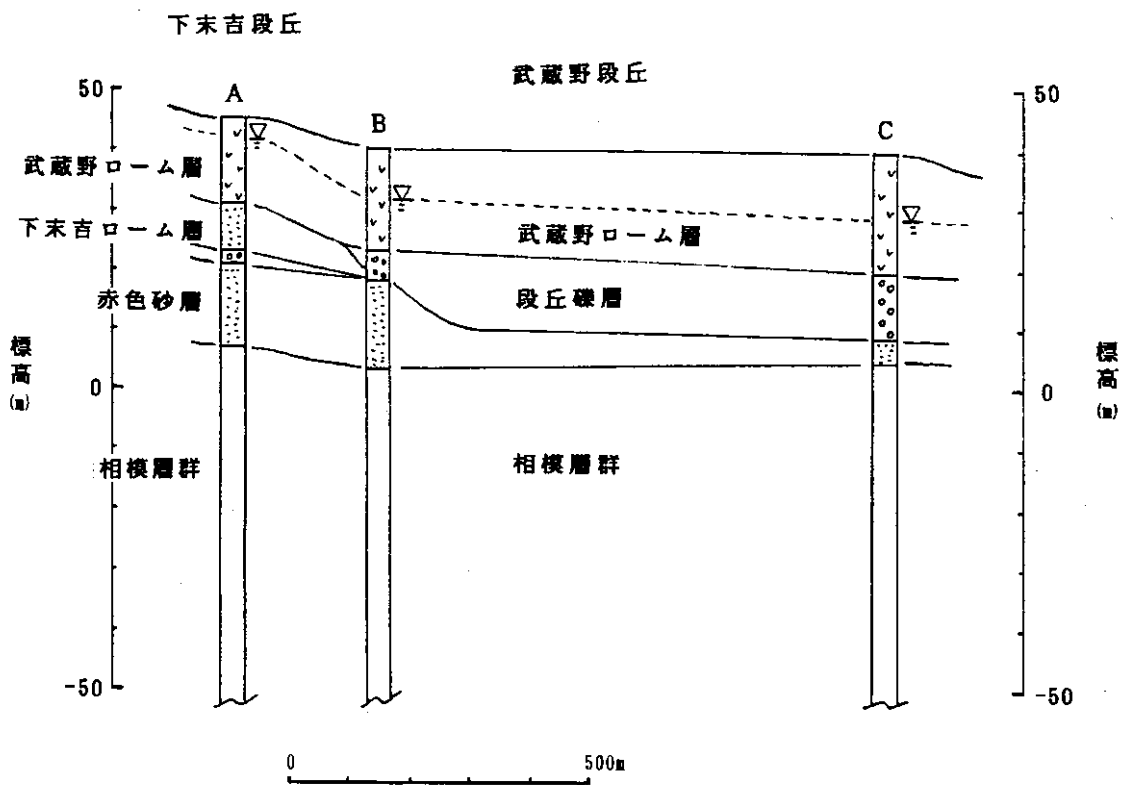 下末吉段丘
武蔵野段丘
50
A
B
C
50
武蔵野ローム層
下末吉ローム層
武蔵野ローム層
赤色砂層
段丘礫層
標高(m)
0
0
標高(m)
相模層群
相模層群
-50
-50
0
500m